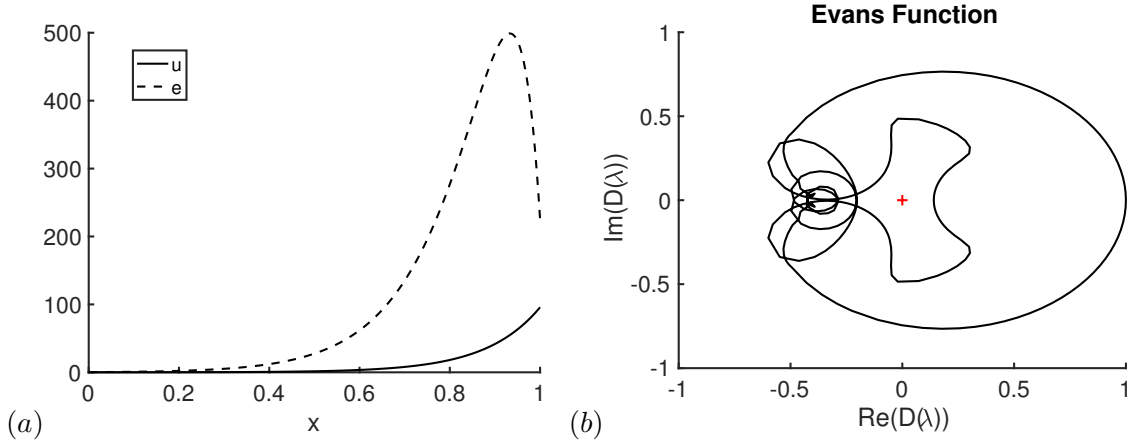 500
400
300
200
100
0
u
e
0 0.2 0.4 0.6 0.8 1
x
(a)
Evans Function
1
0.5
0
-0.5
-1
Im(D(λ))
-1 -0.5 0 0.5 1
Re(D(λ))
(b)